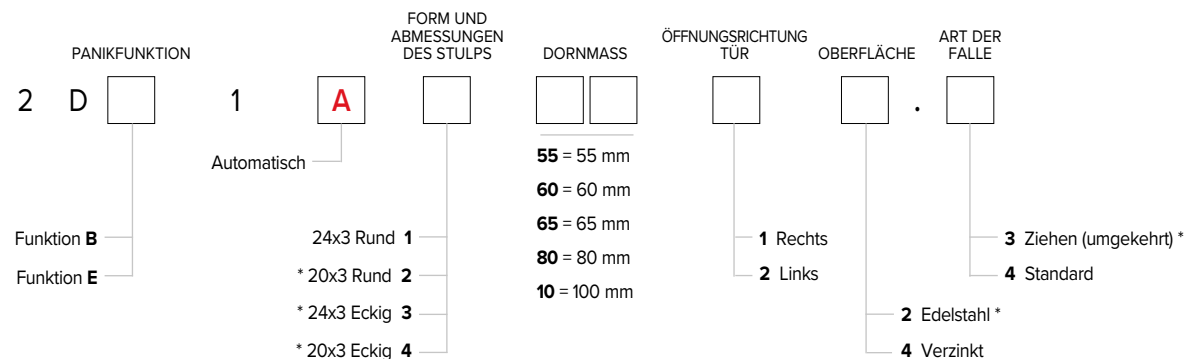 PANIKFUNKTION
FORM UND
ABMESSUNGEN
DES STULPS
DORNMASS
ÖFFNUNGSRICHTUNG
TÜR
OBERFLÄCHE
ART DER
FALLE
2 D 1 A .
Automatisch
Funktion B
Funktion E
24x3 Rund 1
* 20x3 Rund 2
* 24x3 Eckig 3
* 20x3 Eckig 4
55 = 55 mm
60 = 60 mm
65 = 65 mm
80 = 80 mm
10 = 100 mm
1 Rechts
2 Links
2 Edelstahl *
4 Verzinkt
3 Ziehen (umgekehrt) *
4 Standard